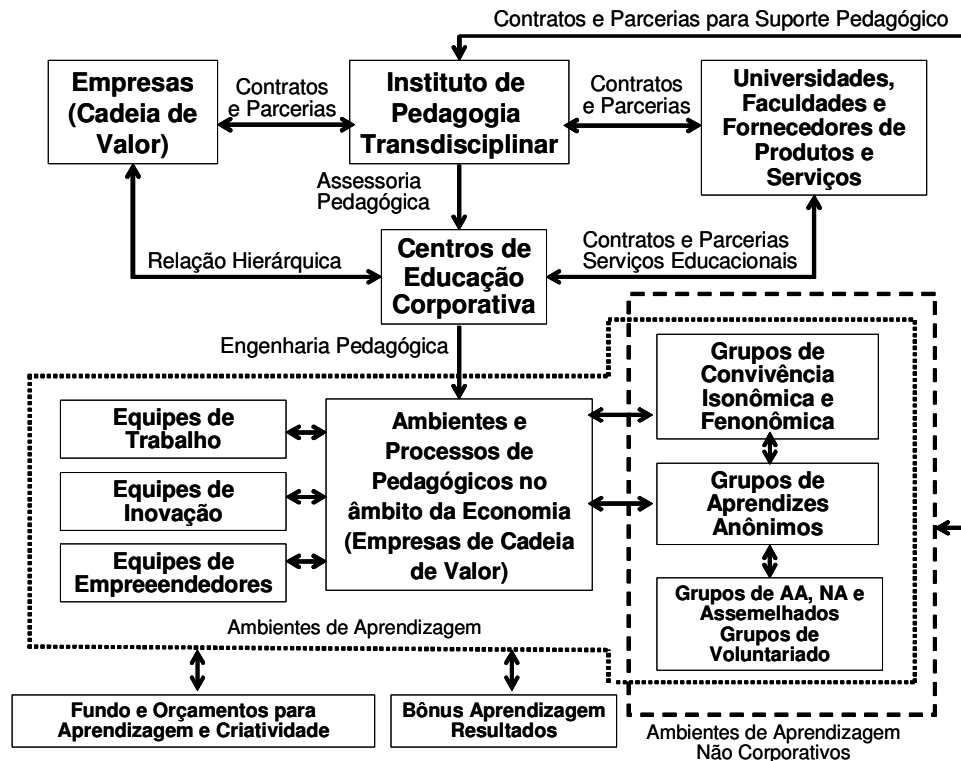 Contratos e Parcerias para Suporte Pedagógico
Empresas
(Cadeia de
Valor)
Contratos
e Parcerias
Instituto de
Pedagogia
Transdisciplinar
Contratos
e Parcerias
Universidades,
Faculdades e
Fornecedores de
Produtos e
Serviços
Assessoria
Pedagógica
Relação Hierárquica
Centros de
Educação
Corporativa
Contratos e Parcerias
Serviços Educacionais
Engenharia Pedagógica
Equipes de
Trabalho
Equipes de
Inovação
Equipes de
Empreeendedores
Ambientes e
Processos de
Pedagógicos no
âmbito da Economia
(Empresas de Cadeia
de Valor)
Grupos de
Convivência
Isonômica e
Fenonômica
Grupos de
Aprendizes
Anônimos
Grupos de AA, NA e
Assemelhados
Grupos de
Voluntariado
Ambientes de Aprendizagem
Fundo e Orçamentos para
Aprendizagem e Criatividade
Bônus Aprendizagem
Resultados
Ambientes de Aprendizagem
Não Corporativos